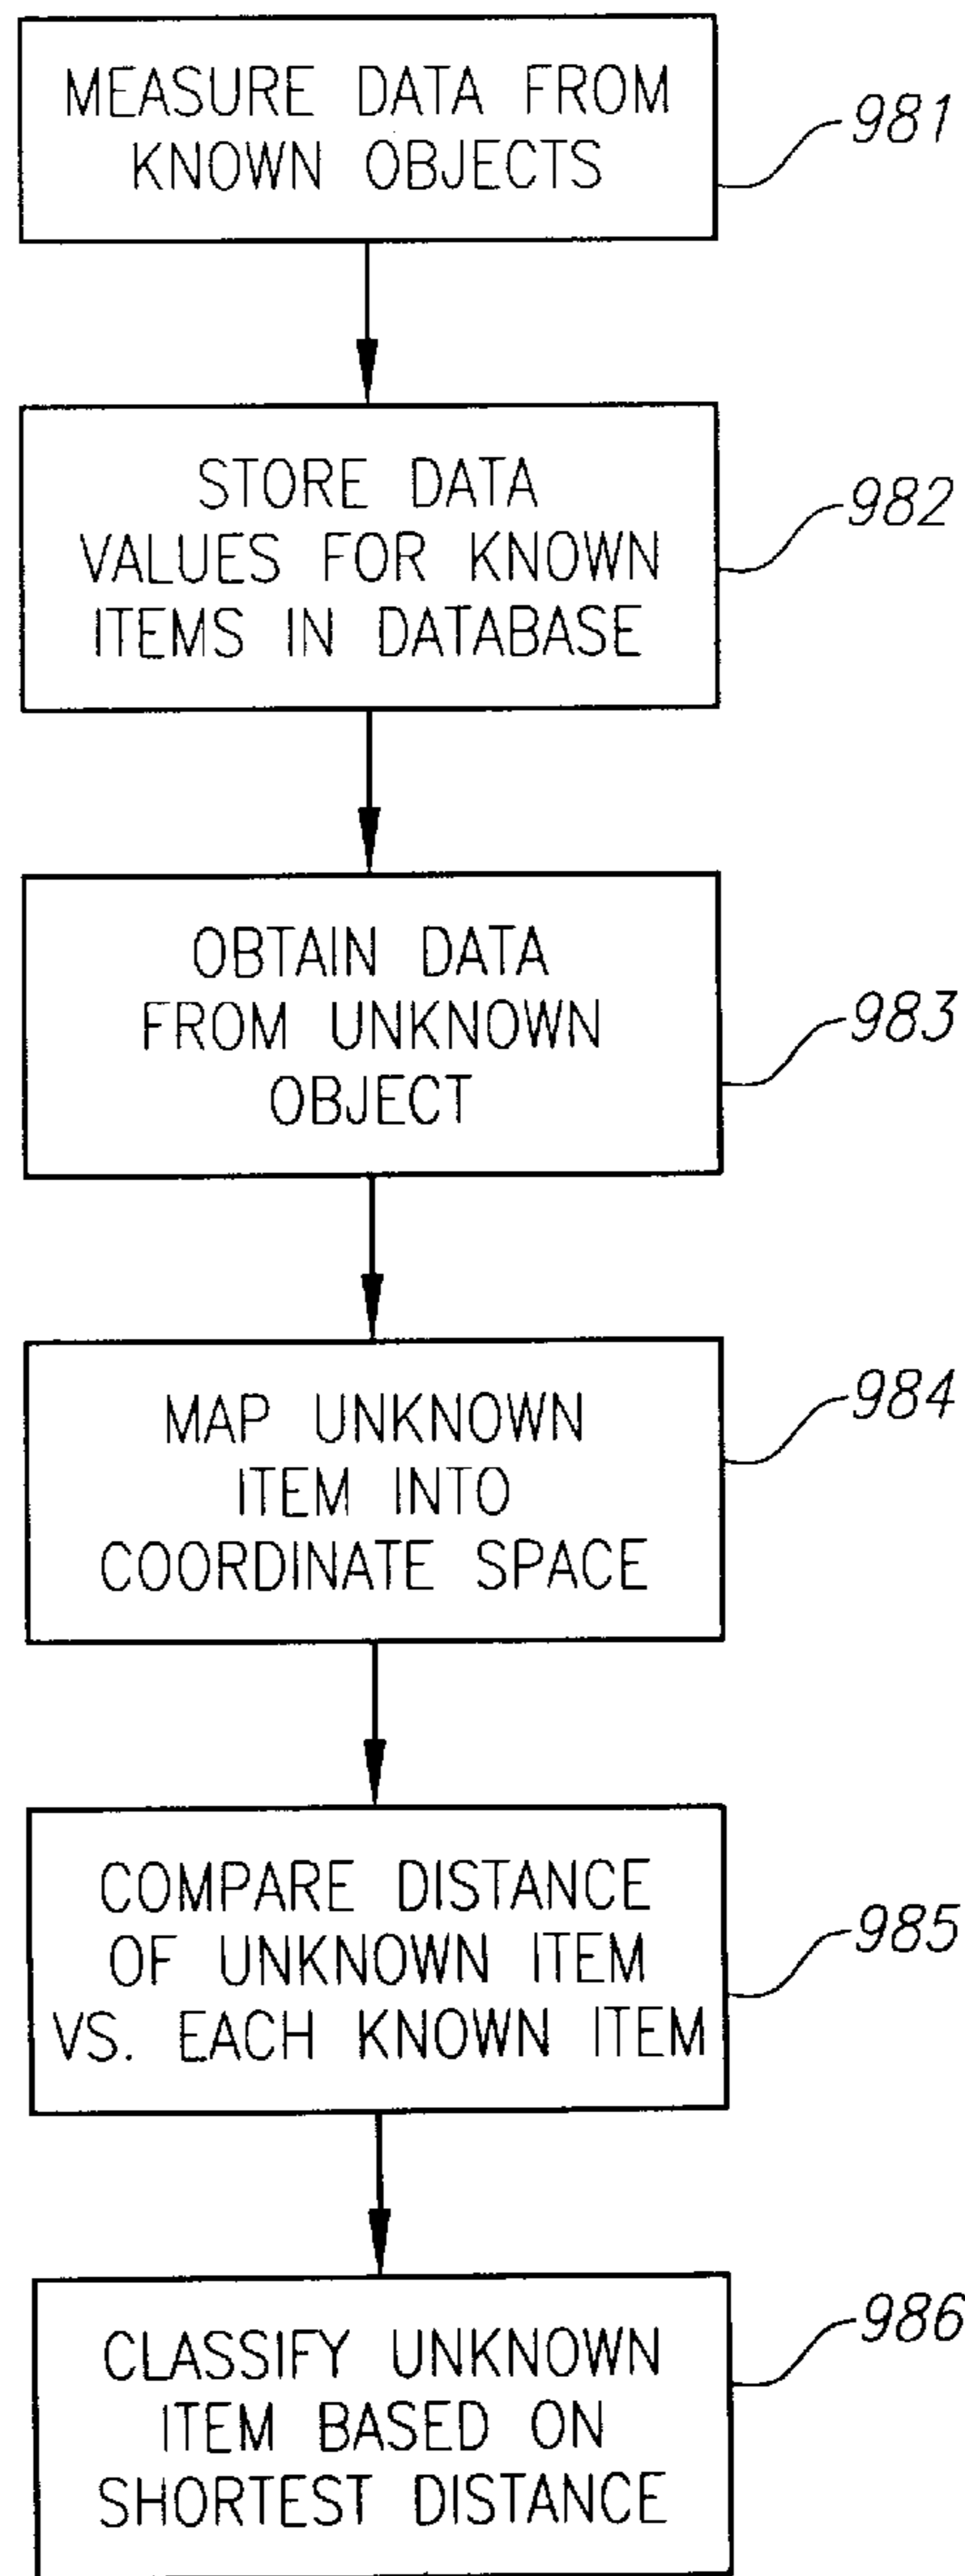 MEASURE DATA FROM
KNOWN OBJECTS
981
STORE DATA
VALUES FOR KNOWN
ITEMS IN DATABASE
982
OBTAIN DATA
FROM UNKNOWN
OBJECT
983
MAP UNKNOWN
ITEM INTO
COORDINATE SPACE
984
COMPARE DISTANCE
OF UNKNOWN ITEM
VS. EACH KNOWN ITEM
985
CLASSIFY UNKNOWN
ITEM BASED ON
SHORTEST DISTANCE
986